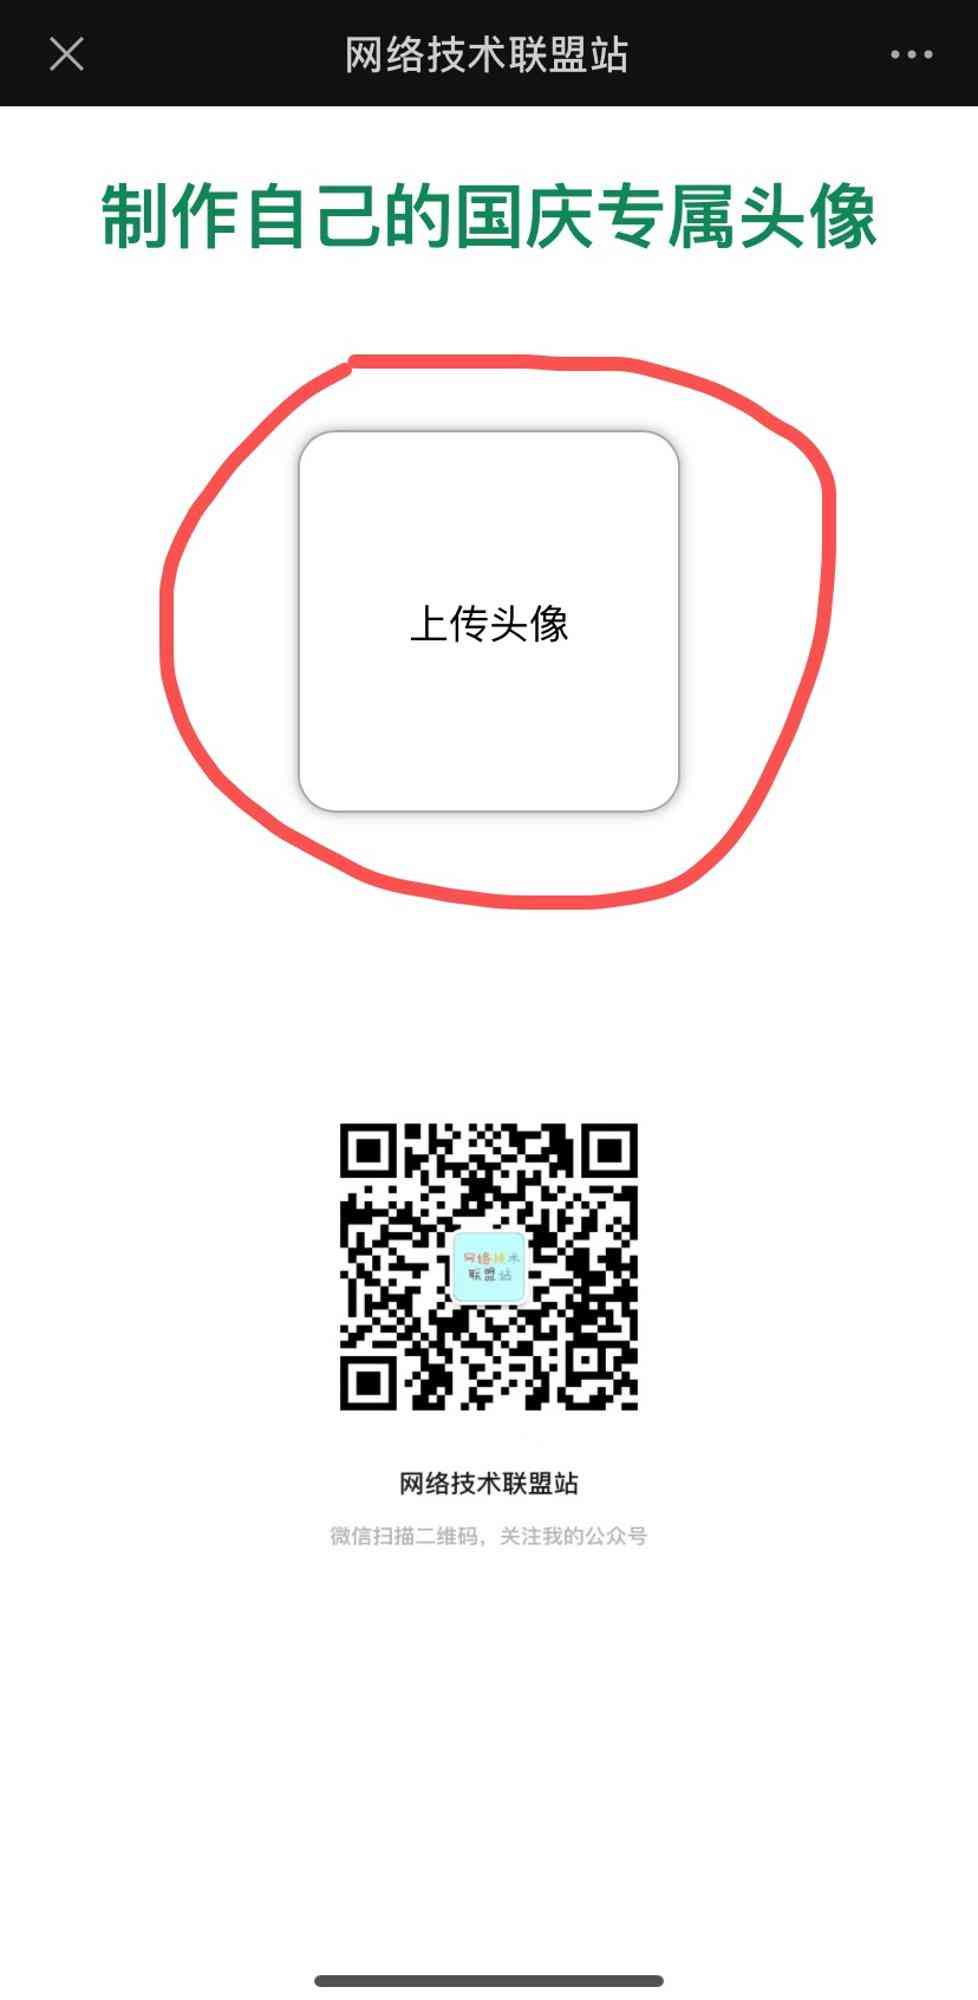 网络技术联盟站
制作自己的国庆专属头像
上传头像
网络技术
联盟站
网络技术联盟站
微信扫描二维码，关注我的公众号